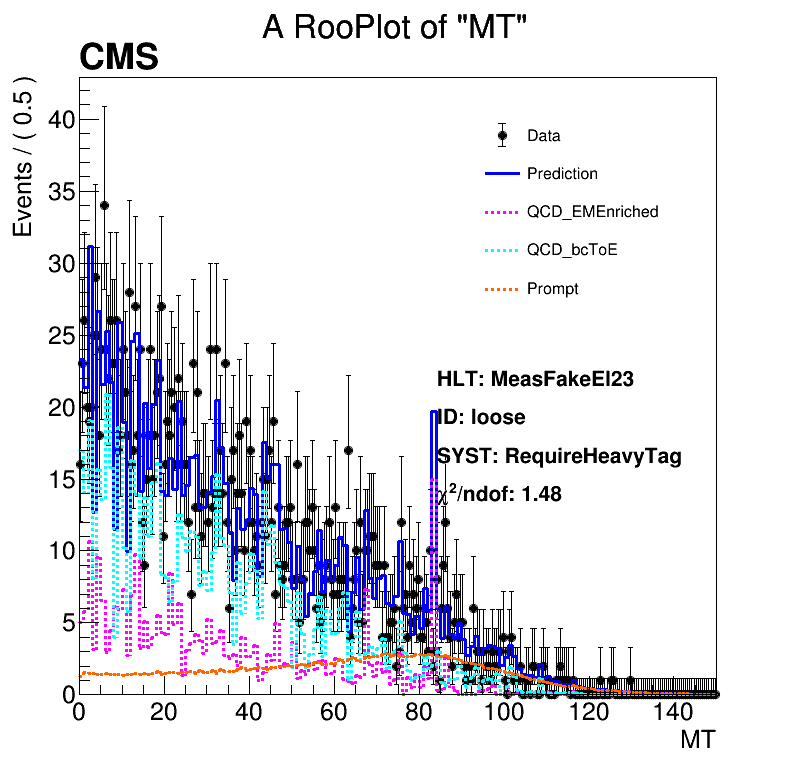 A RooPlot of "MT"
CMS
Events / ( 0.5 )
40
35
30
25
20
15
10
5
0
Data
Prediction
QCD_EMEnriched
QCD_bcToE
Prompt
HLT: MeasFakeEl23
ID: loose
SYST: RequireHeavyTag
χ²/ndof: 1.48
0 20 40 60 80 100 120 140
MT